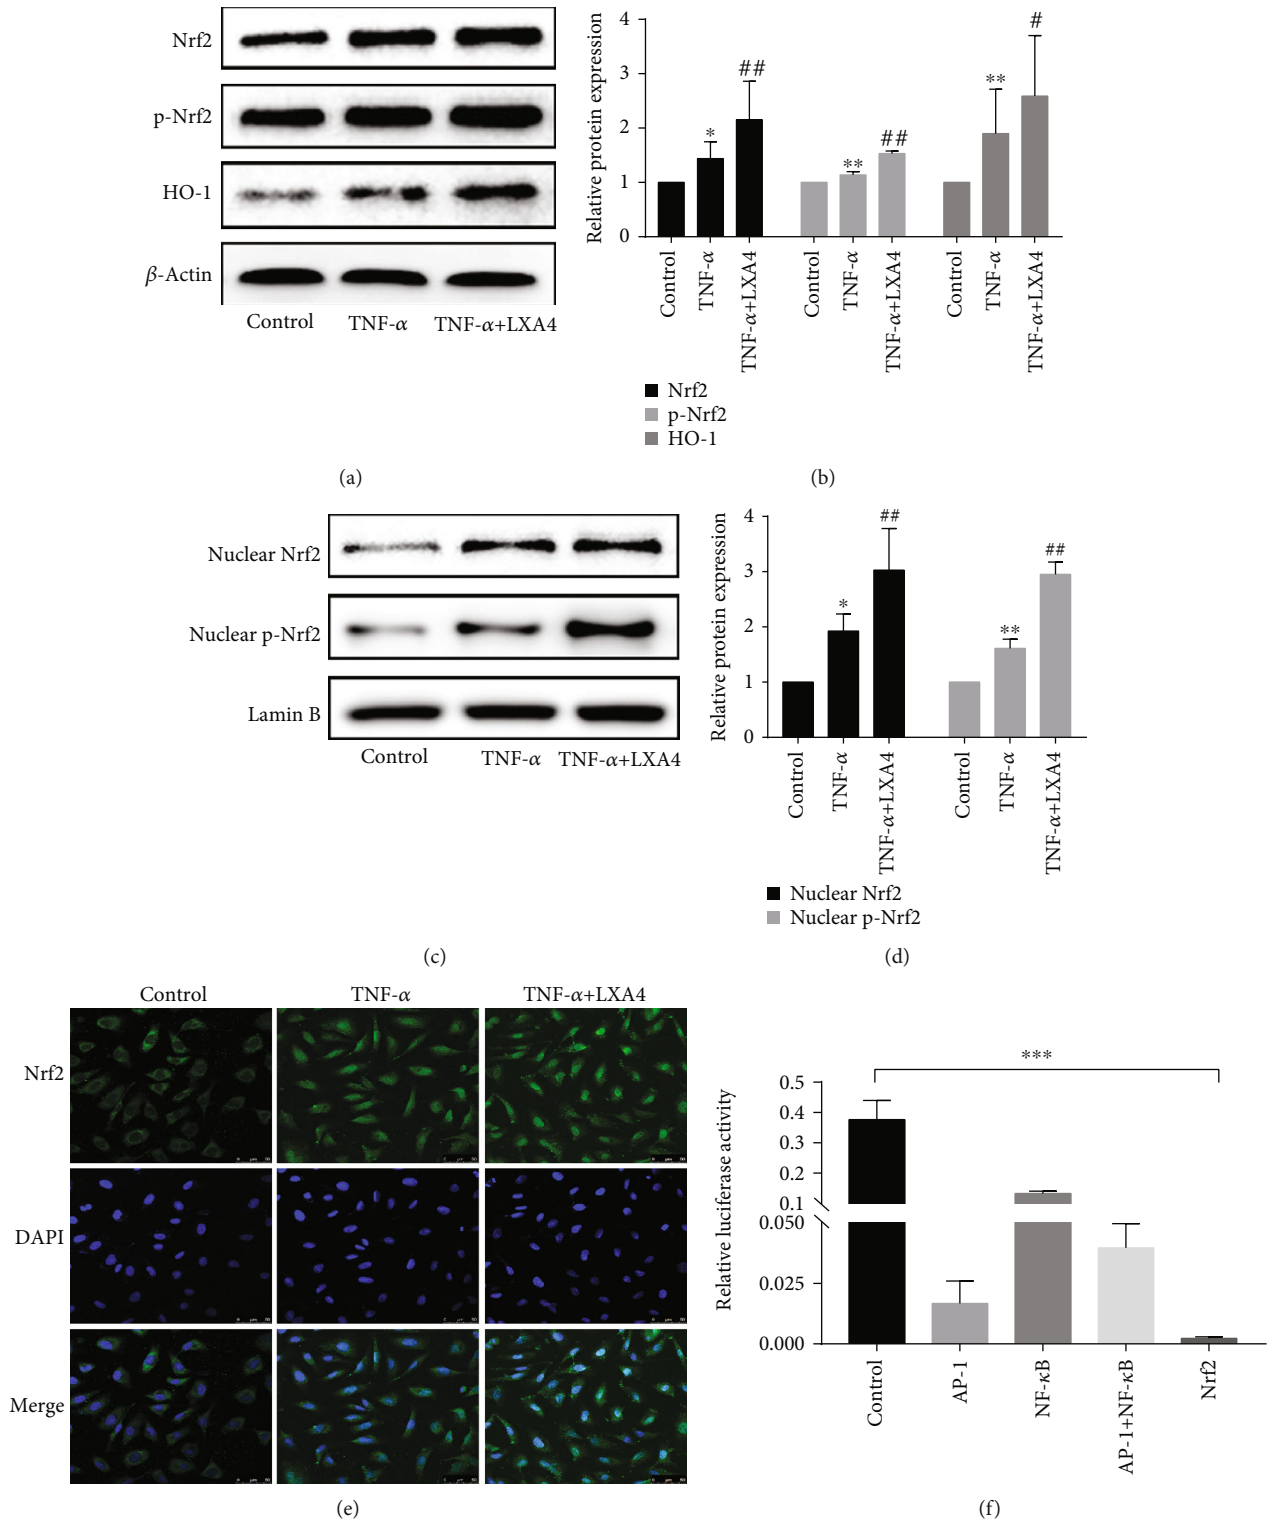 Nrf2
p-Nrf2
HO-1
β-Actin
Control TNF-α TNF-α+LXA4
(a)
Relative protein expression
4
3
2
1
0
* ## ** ## ** #
Control TNF-α TNF-α+LXA4 Control TNF-α TNF-α+LXA4 Control TNF-α TNF-α+LXA4
Nrf2
p-Nrf2
HO-1
(b)
Nuclear Nrf2
Nuclear p-Nrf2
Lamin B
Control TNF-α TNF-α+LXA4
(c)
Relative protein expression
4
3
2
1
0
* ## ** ##
Control TNF-α TNF-α+LXA4 Control TNF-α TNF-α+LXA4
Nuclear Nrf2
Nuclear p-Nrf2
(d)
Control TNF-α TNF-α+LXA4
Nrf2
DAPI
Merge
(e)
Relative luciferase activity
***
0.5
0.4
0.3
0.2
0.1
0.050
0.025
0.000
Control AP-1 NF-κB AP-1+NF-κB Nrf2
(f)